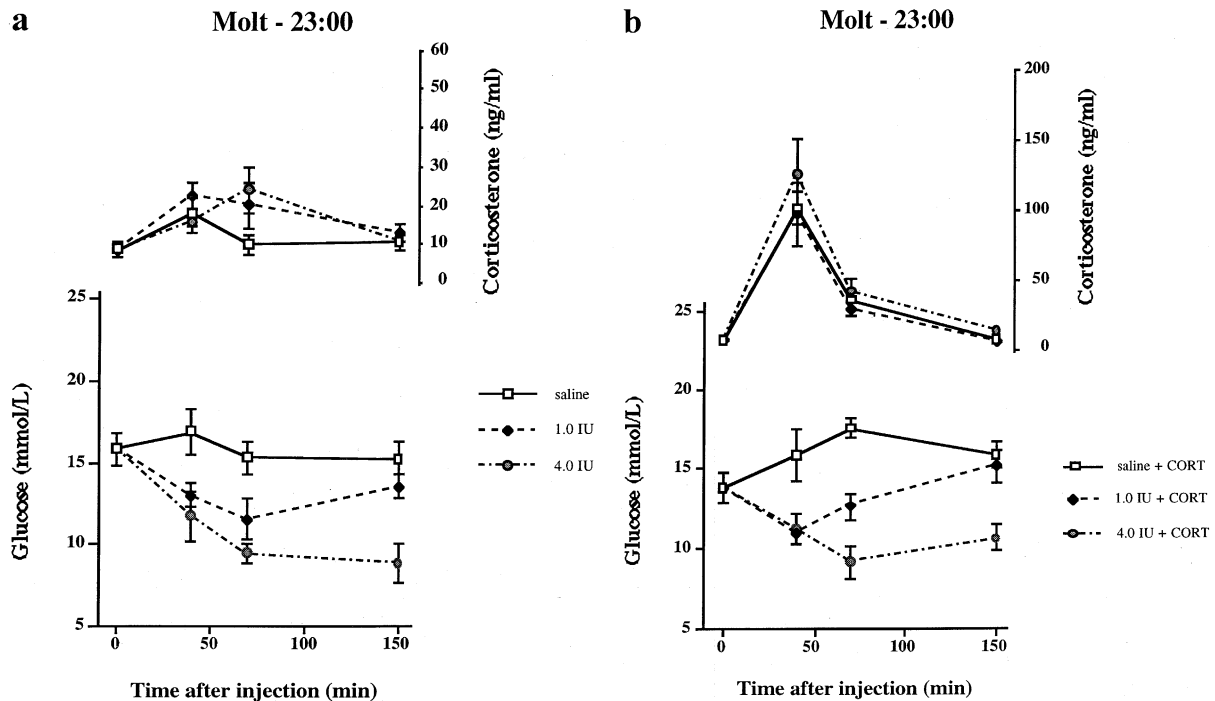 a
Molt - 23:00
60
50
40
30
20
10
0
Corticosterone (ng/ml)
25
20
15
10
5
Glucose (mmol/L)
0
50
100
150
Time after injection (min)
saline
1.0 IU
4.0 IU
b
Molt - 23:00
200
150
100
50
0
Corticosterone (ng/ml)
25
20
15
10
5
Glucose (mmol/L)
0
50
100
150
Time after injection (min)
saline + CORT
1.0 IU + CORT
4.0 IU + CORT